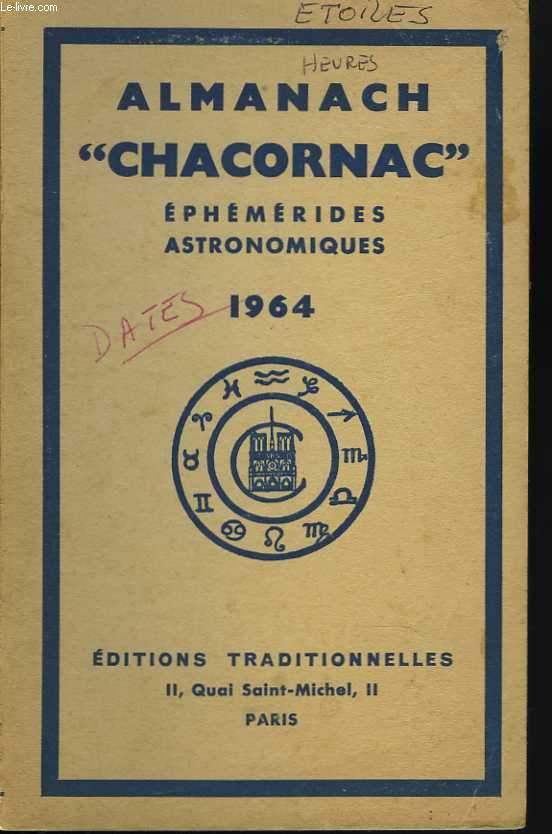 Le-livre.com
ETOILES
HEURES
ALMANACH
“CHACORNAC”
ÉPHÉMÉRIDES
ASTRONOMIQUES
1964
DATES
ÉDITIONS TRADITIONNELLES
11, Quai Saint-Michel, 11
PARIS